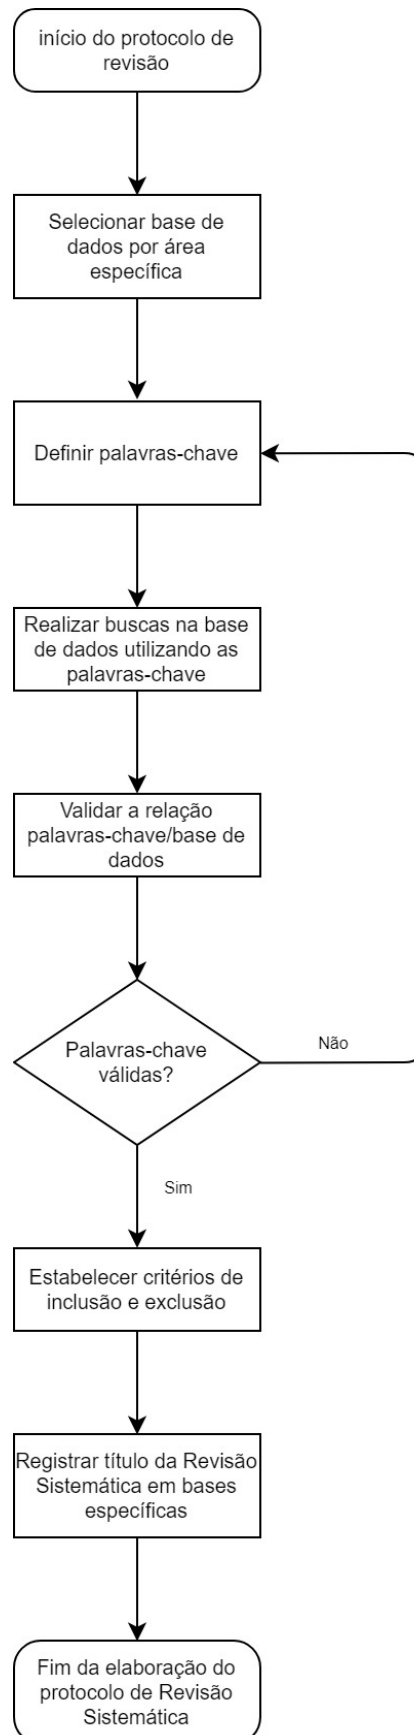 início do protocolo de
revisão
Selecionar base de
dados por área
específica
Definir palavras-chave
Realizar buscas na base
de dados utilizando as
palavras-chave
Validar a relação
palavras-chave/base de
dados
Palavras-chave
válidas?
Não
Sim
Estabelecer critérios de
inclusão e exclusão
Registrar título da Revisão
Sistemática em bases
específicas
Fim da elaboração do
protocolo de Revisão
Sistemática